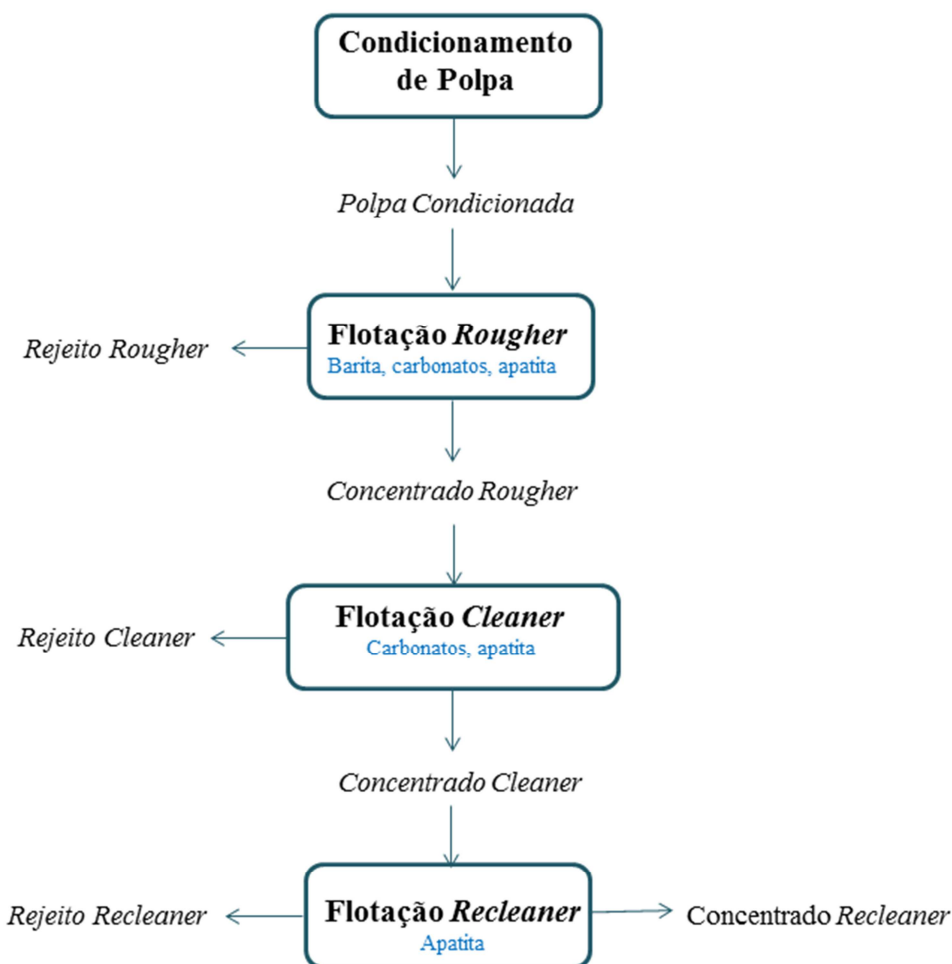 Condicionamento
de Polpa
Polpa Condicionada
Rejeito Rougher
Flotação Rougher
Barita, carbonatos, apatita
Concentrado Rougher
Rejeito Cleaner
Flotação Cleaner
Carbonatos, apatita
Concentrado Cleaner
Rejeito Recleaner
Flotação Recleaner
Apatita
Concentrado Recleaner